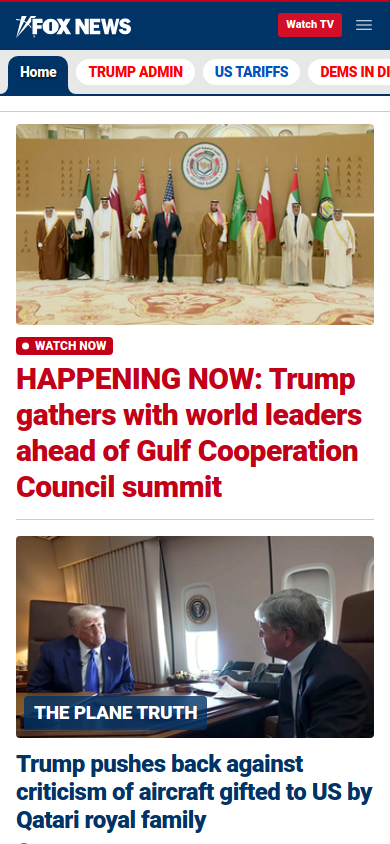 FOX NEWS
Watch TV
Home
TRUMP ADMIN
US TARIFFS
DEMS IN DI
WATCH NOW
HAPPENING NOW: Trump
gathers with world leaders
ahead of Gulf Cooperation
Council summit
THE PLANE TRUTH
Trump pushes back against
criticism of aircraft gifted to US by
Qatari royal family